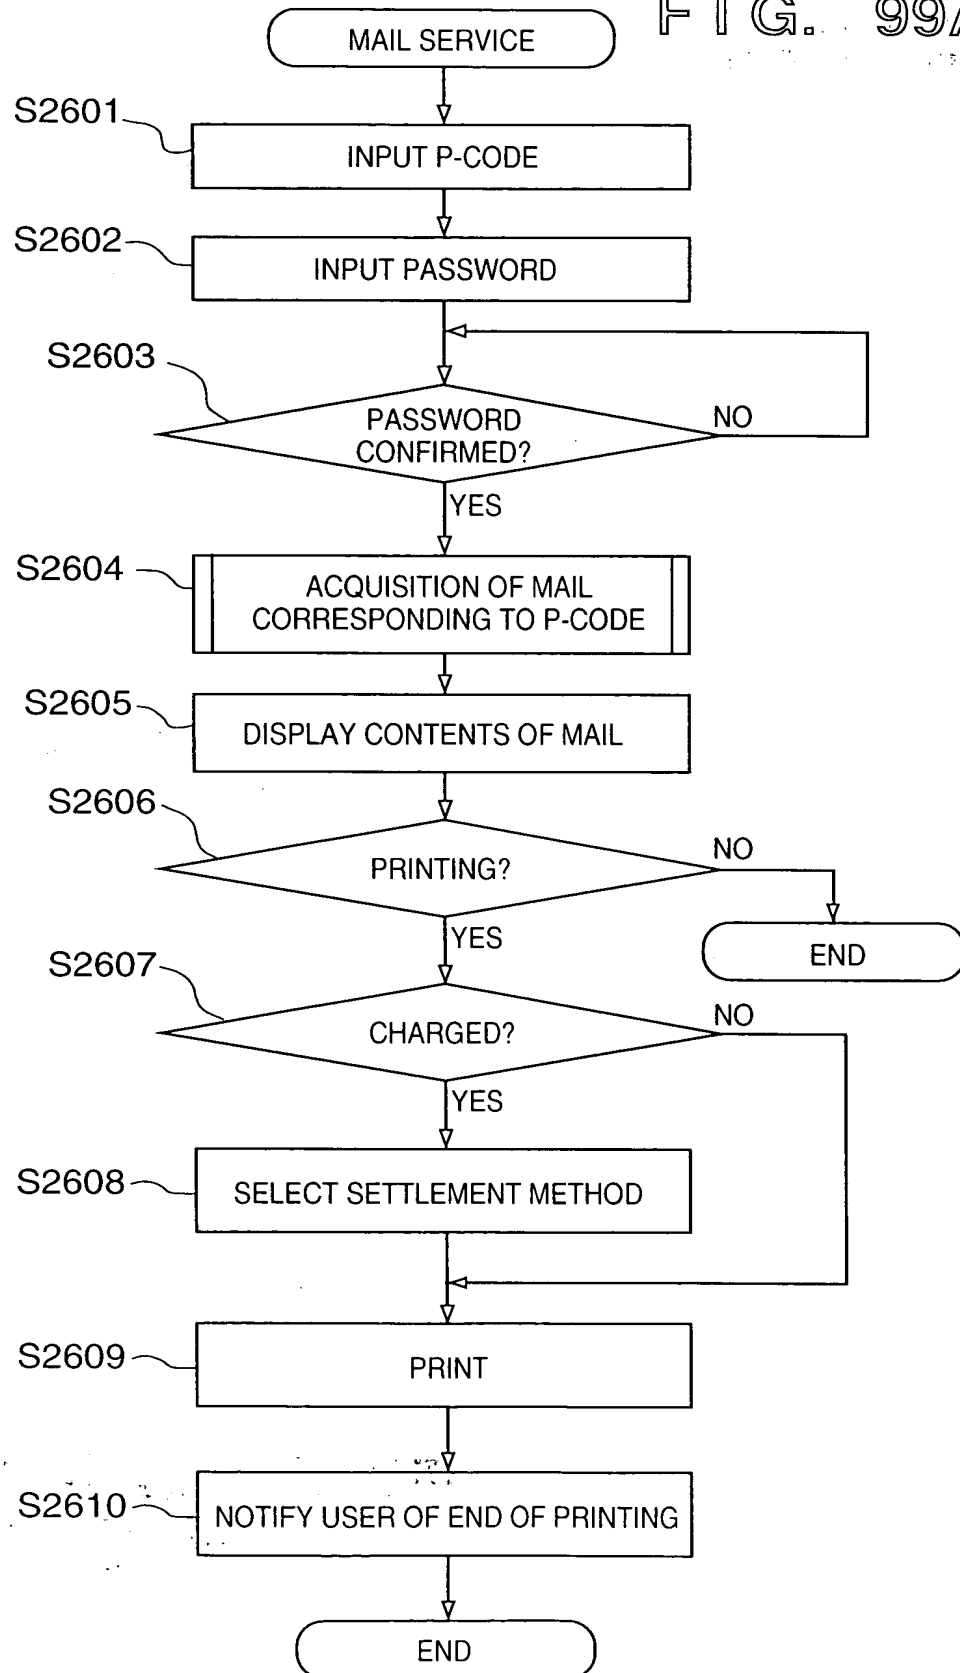 FIG. 99A
MAIL SERVICE
S2601
INPUT P-CODE
S2602
INPUT PASSWORD
S2603
PASSWORD
CONFIRMED?
NO
YES
S2604
ACQUISITION OF MAIL
CORRESPONDING TO P-CODE
S2605
DISPLAY CONTENTS OF MAIL
S2606
PRINTING?
NO
YES
END
S2607
CHARGED?
NO
YES
S2608
SELECT SETTLEMENT METHOD
S2609
PRINT
S2610
NOTIFY USER OF END OF PRINTING
END